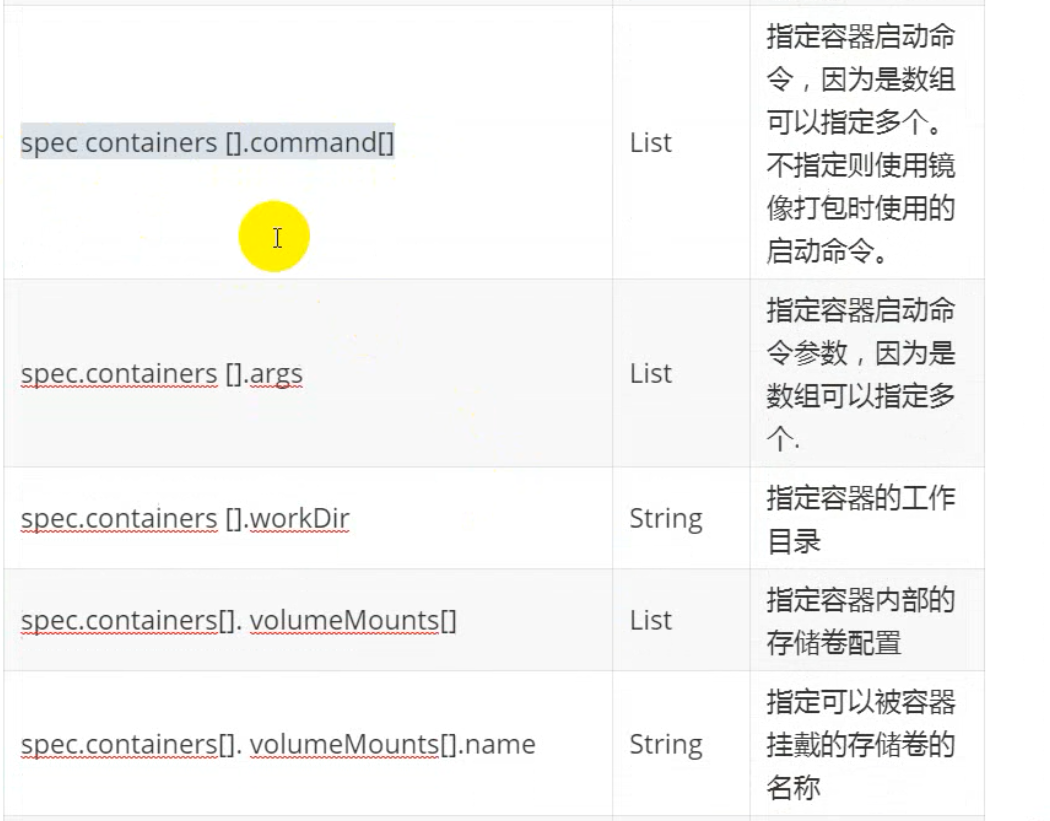 spec containers [].command[]
List
指定容器启动命
令，因为是数组
可以指定多个。
不指定则使用镜
像打包时使用的
启动命令。
spec.containers [].args
List
指定容器启动命
令参数，因为是
数组可以指定多
个.
spec.containers [].workDir
String
指定容器的工作
目录
spec.containers[]. volumeMounts[]
List
指定容器内部的
存储卷配置
spec.containers[]. volumeMounts[].name
String
指定可以被容器
挂戴的存储卷的
名称